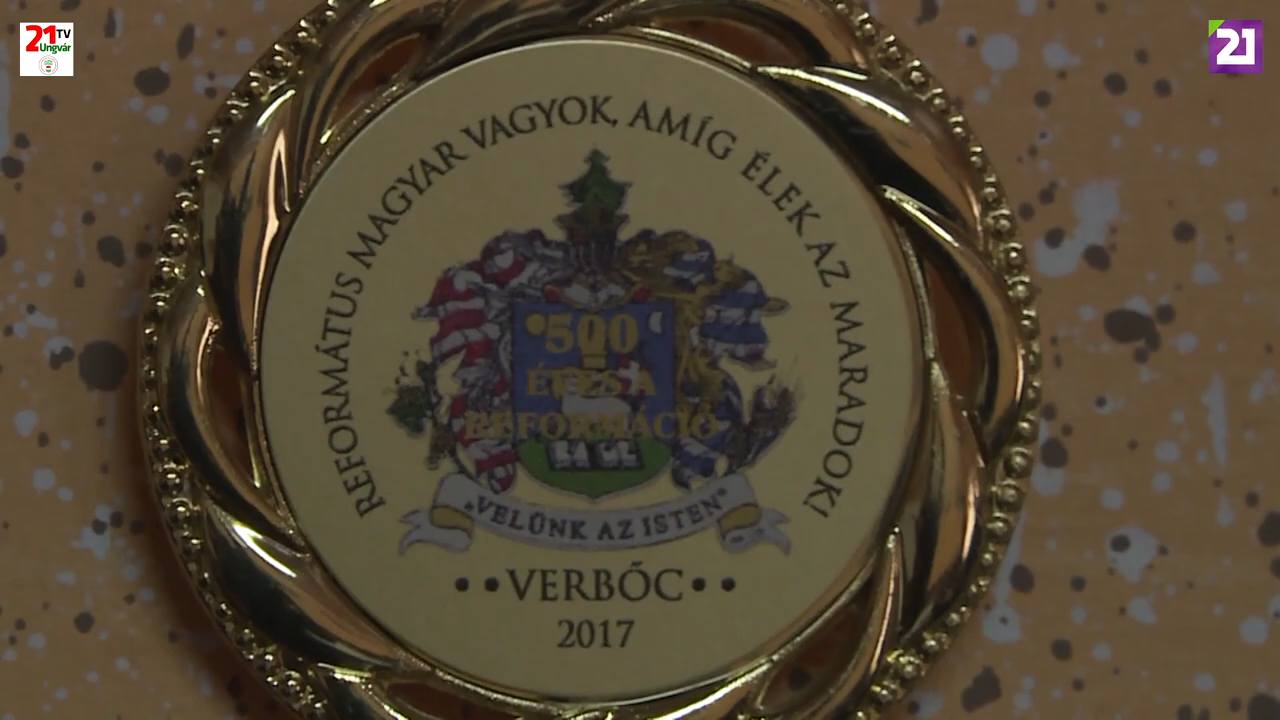 21TV
Ungvár
21
REFORMÁTUS MAGYAR VAGYOK, AMÍG ÉLEK AZ MARADOK!
500
ÉVES A
REFORMÁCIÓ
„VELÜNK AZ ISTEN"
••VERBŐC••
2017